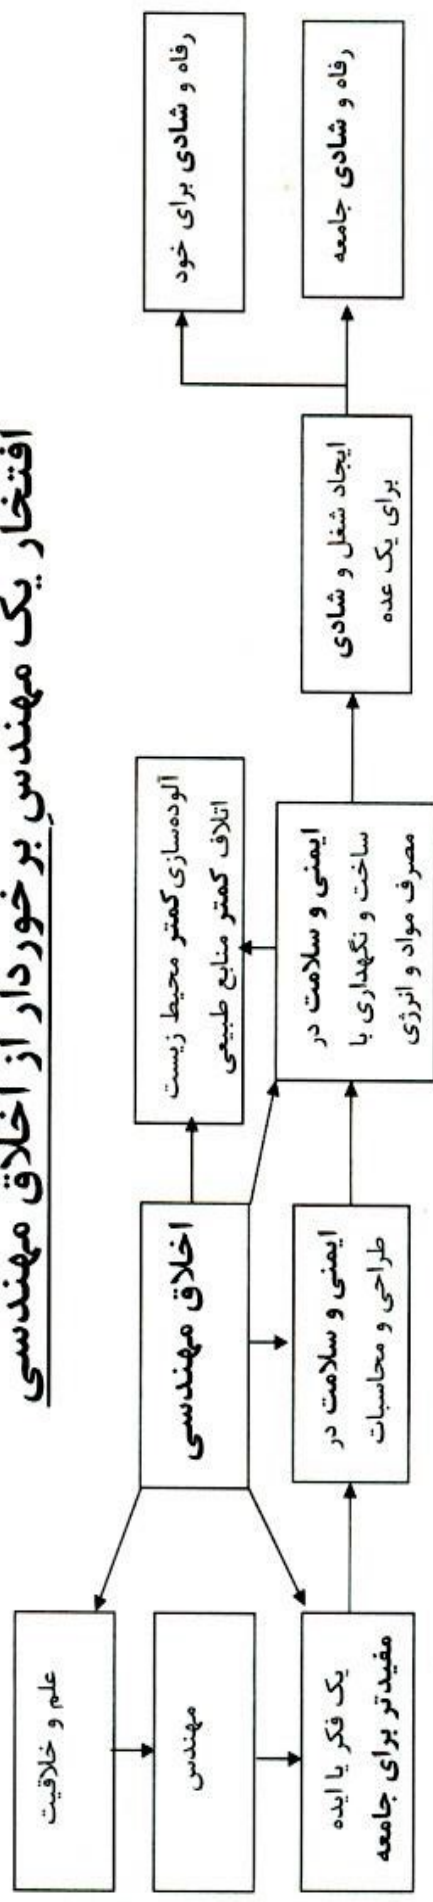 افتخار یک مهندسِ برخوردار از اخلاق مهندسی
علم و خلاقیت
مهندس
یک فکر یا ایده
مفیدتر برای جامعه
اخلاق مهندسی
ایمنی و سلامت در
طراحی و محاسبات
آلوده‌سازی کمتر محیط زیست
اتلاف کمتر منابع طبیعی
ایمنی و سلامت در
ساخت و نگهداری با
مصرف مواد و انرژی
ایجاد شغل و شادی
برای یک عده
رفاه و شادی برای خود
رفاه و شادی جامعه